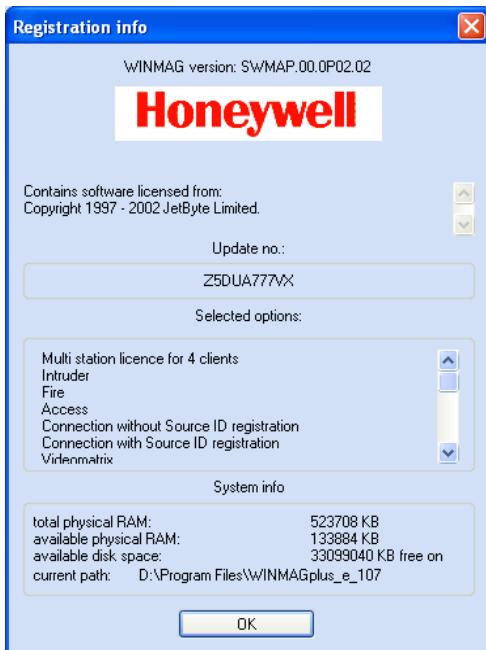 Registration info
WINMAG version: SWMAP.00.0P02.02
Honeywell
Contains software licensed from:
Copyright 1997 - 2002 JetByte Limited.
Update no.:
Z5DUA777VX
Selected options:
Multi station licence for 4 clients
Intruder
Fire
Access
Connection without Source ID registration
Connection with Source ID registration
Videomatrix
System info
total physical RAM: 523708 KB
available physical RAM: 133884 KB
available disk space: 33099040 KB free on
current path: D:\Program Files\WINMAGplus_e_107
OK